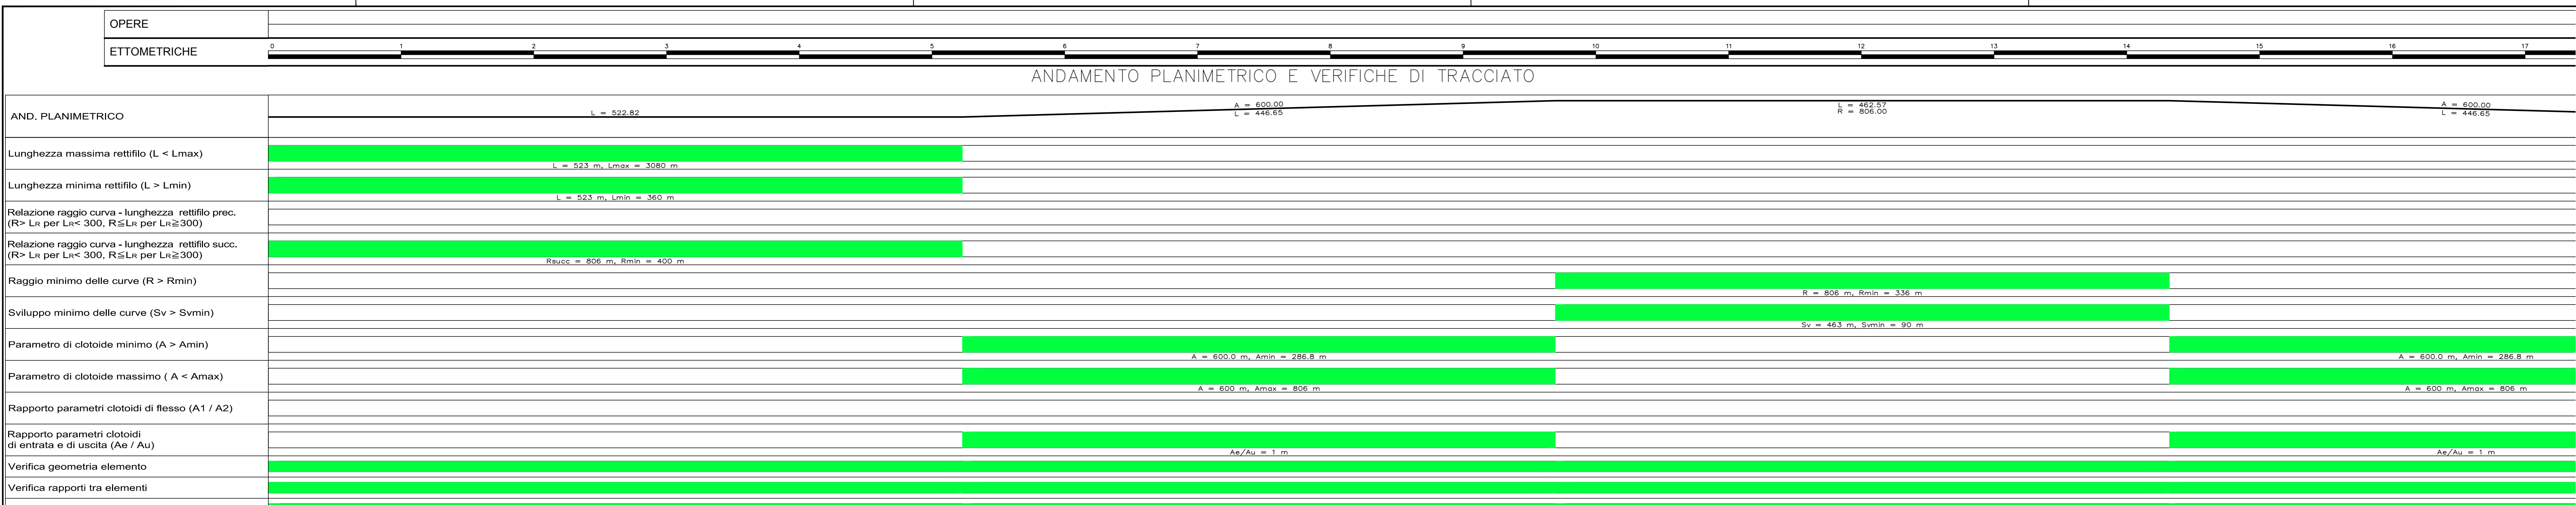 OPERE
ETTOMETRICHE
0 1 2 3 4 5 6 7 8 9 10 11 12 13 14 15 16 17
ANDAMENTO PLANIMETRICO E VERIFICHE DI TRACCIATO
AND. PLANIMETRICO
L = 522.82
A = 600.00
L = 446.65
L = 462.57
R = 806.00
A = 600.00
L = 446.65
Lunghezza massima rettifilo (L < Lmax)
L = 523 m, Lmax = 3080 m
Lunghezza minima rettifilo (L > Lmin)
L = 523 m, Lmin = 360 m
Relazione raggio curva - lunghezza rettifilo prec.
(R> LR per LR< 300, R≦LR per LR≧300)
Relazione raggio curva - lunghezza rettifilo succ.
(R> LR per LR< 300, R≦LR per LR≧300)
Rsucc = 806 m, Rmin = 400 m
Raggio minimo delle curve (R > Rmin)
R = 806 m, Rmin = 336 m
Sviluppo minimo delle curve (Sv > Svmin)
Sv = 463 m, Svmin = 90 m
Parametro di clotoide minimo (A > Amin)
A = 600.0 m, Amin = 286.8 m
A = 600.0 m, Amin = 286.8 m
Parametro di clotoide massimo ( A < Amax)
A = 600 m, Amax = 806 m
A = 600 m, Amax = 806 m
Rapporto parametri clotoidi di flesso (A1 / A2)
Rapporto parametri clotoidi
di entrata e di uscita (Ae / Au)
Ae/Au = 1 m
Ae/Au = 1 m
Verifica geometria elemento
Verifica rapporti tra elementi